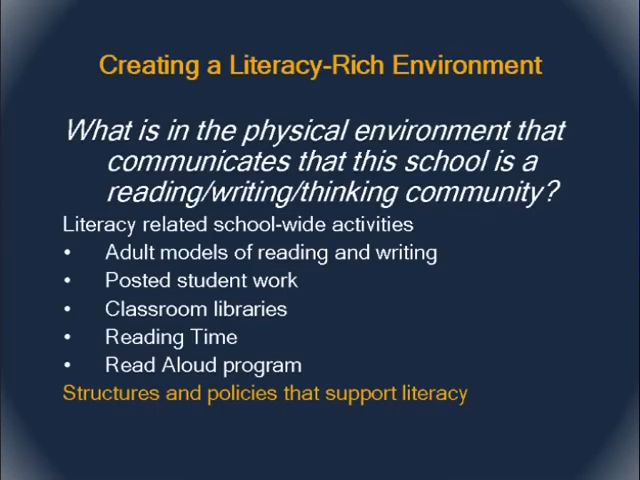 Creating a Literacy-Rich Environment
What is in the physical environment that
communicates that this school is a
reading/writing/thinking community?
Literacy related school-wide activities
• Adult models of reading and writing
• Posted student work
• Classroom libraries
• Reading Time
• Read Aloud program
Structures and policies that support literacy